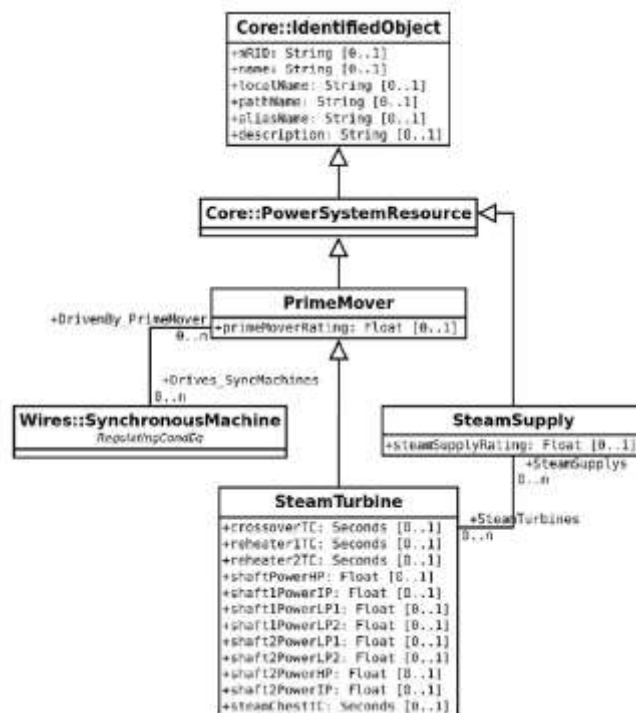 Core::IdentifiedObject
+mRID: String [0..1]
+name: String [0..1]
+localName: String [0..1]
+pathName: String [0..1]
+aliasName: String [0..1]
+description: String [0..1]
Core::PowerSystemResource
PrimeMover
+primeMoverRating: Float [0..1]
+DrivenBy_PrimeMover
0..n
+Drives_SyncMachines
0..n
Wires::SynchronousMachine
RegulatingCondEq
SteamSupply
+steamSupplyRating: Float [0..1]
+SteamSupplys
0..n
+SteamTurbines
0..n
SteamTurbine
+crossoverTC: Seconds [0..1]
+reheater1TC: Seconds [0..1]
+reheater2TC: Seconds [0..1]
+shaftPowerHP: Float [0..1]
+shaft1PowerIP: Float [0..1]
+shaft1PowerLP1: Float [0..1]
+shaft1PowerLP2: Float [0..1]
+shaft2PowerLP1: Float [0..1]
+shaft2PowerLP2: Float [0..1]
+shaft2PowerHP: Float [0..1]
+shaft2PowerIP: Float [0..1]
+steamChestTC: Seconds [0..1]